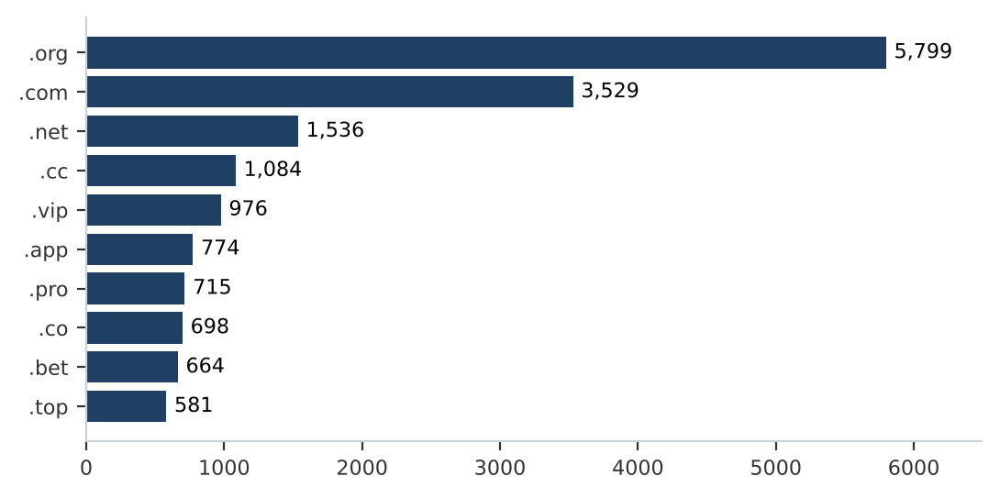 .org 5,799
.com 3,529
.net 1,536
.cc 1,084
.vip 976
.app 774
.pro 715
.co 698
.bet 664
.top 581
0 1000 2000 3000 4000 5000 6000